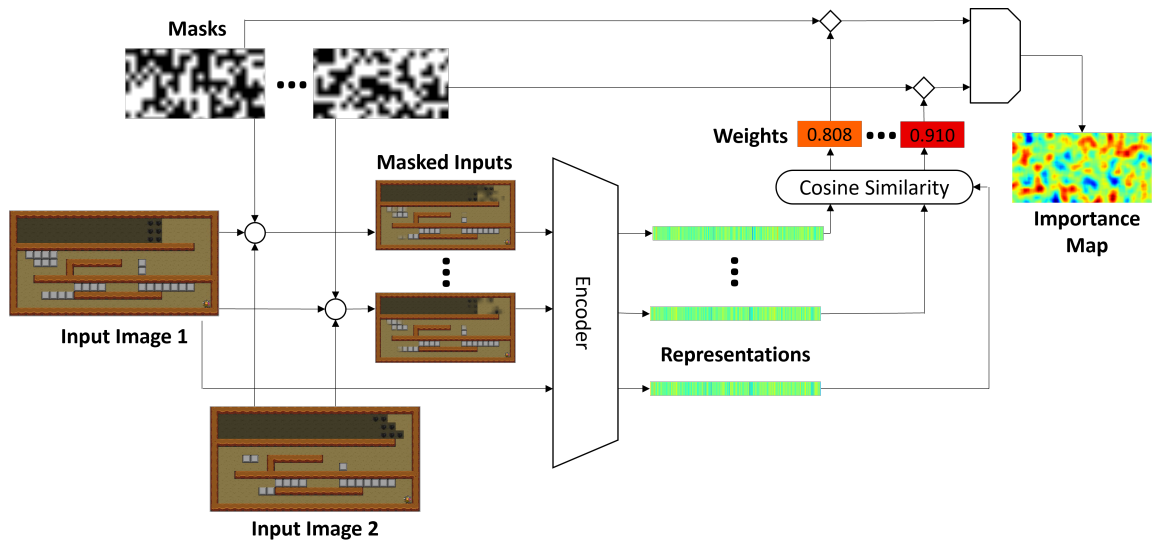 Masks
Weights
0.808
0.910
Masked Inputs
Cosine Similarity
Importance
Map
Encoder
Input Image 1
Representations
Input Image 2